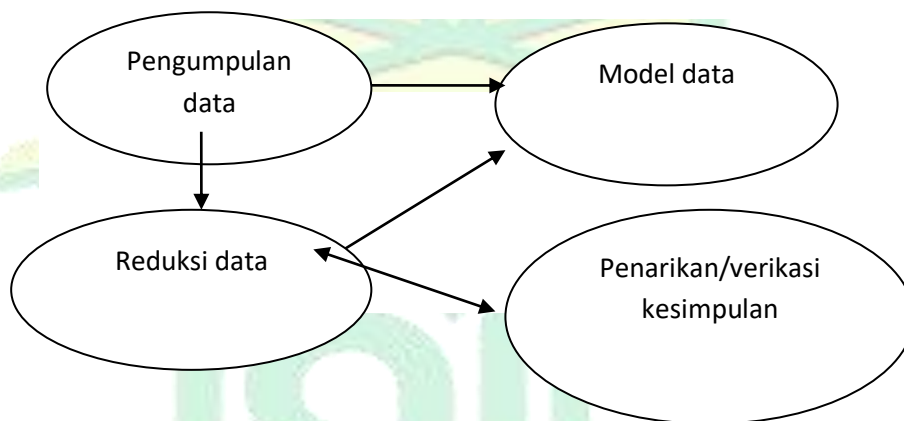 Pengumpulan
data
Model data
Reduksi data
Penarikan/verikasi
kesimpulan